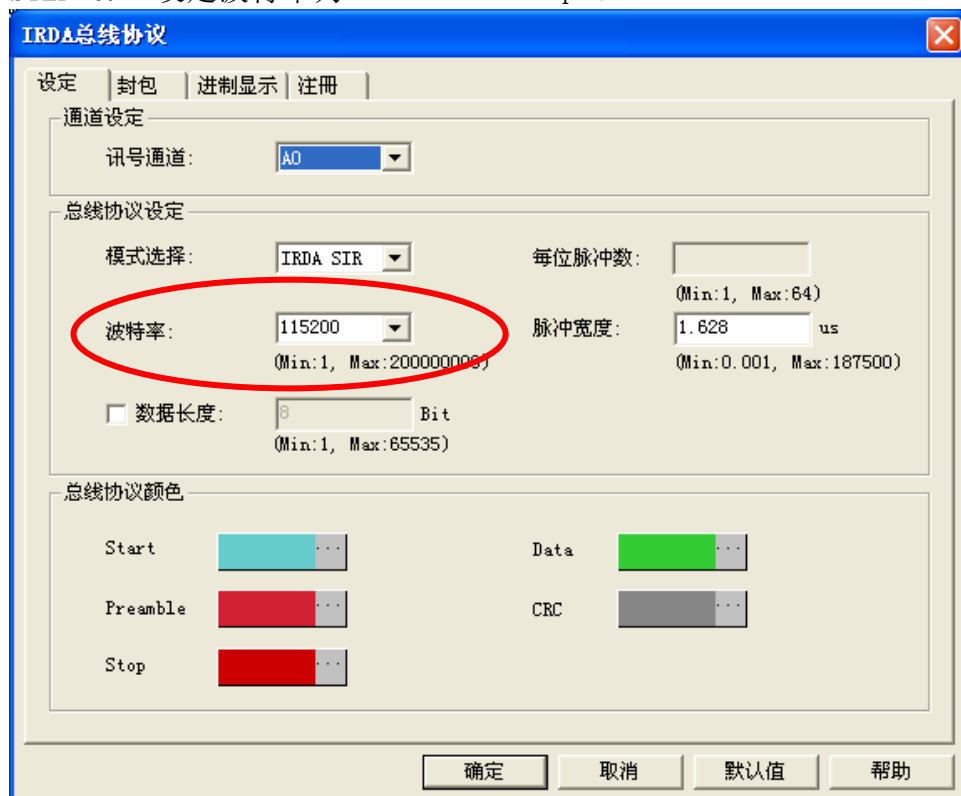 IRDA总线协议
设定 封包 进制显示 注册
通道设定
讯号通道: A0
总线协议设定
模式选择: IRDA SIR 每位脉冲数:
(Min:1, Max:64)
波特率: 115200 脉冲宽度: 1.628 us
(Min:1, Max:200000000) (Min:0.001, Max:187500)
数据长度: 8 Bit
(Min:1, Max:65535)
总线协议颜色
Start ... Data ...
Preamble ... CRC ...
Stop ...
确定 取消 默认值 帮助